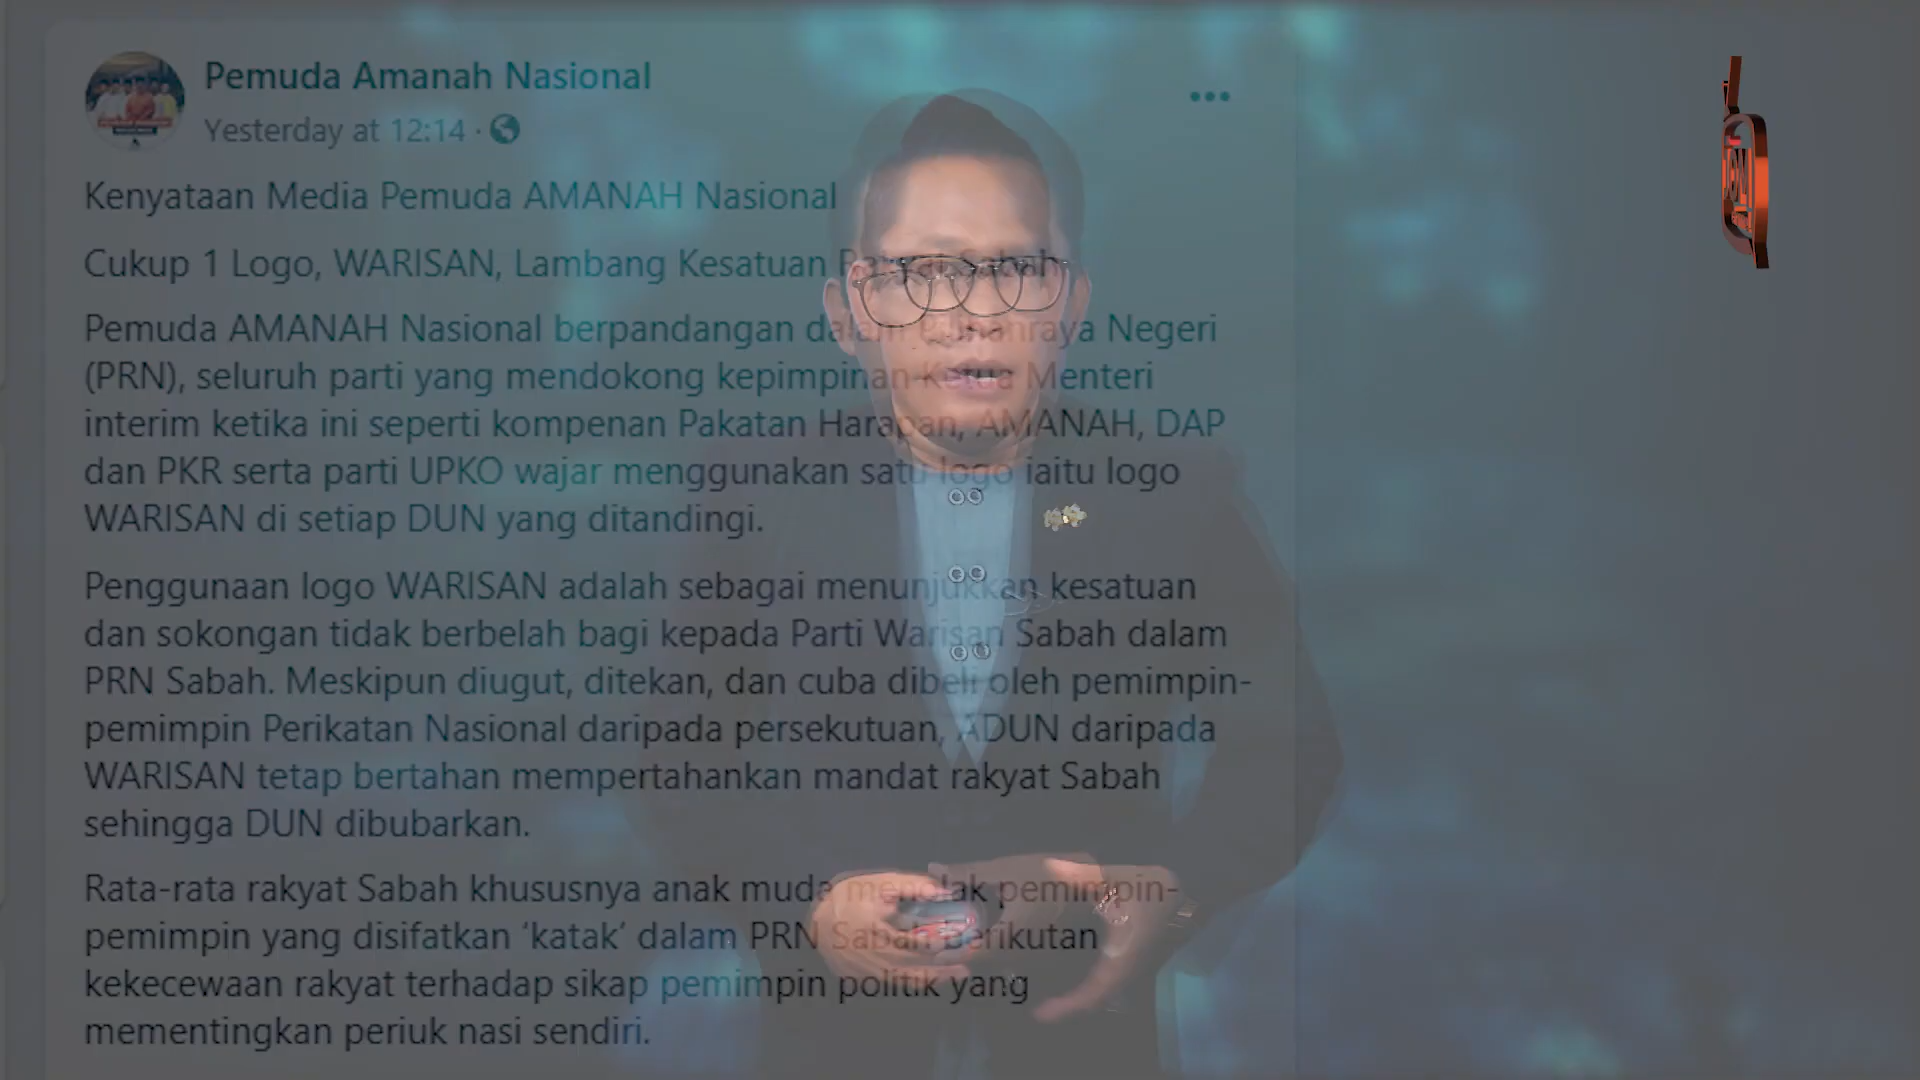 Pemuda Amanah Nasional
Yesterday at 12:14 ·
Kenyataan Media Pemuda AMANAH Nasional
Cukup 1 Logo, WARISAN, Lambang Kesatuan
Pemuda AMANAH Nasional berpandangan dalam Pilihanraya Negeri
(PRN), seluruh parti yang mendokong kepimpinan Ketua Menteri
interim ketika ini seperti kompenan Pakatan Harapan, AMANAH, DAP
dan PKR serta parti UPKO wajar menggunakan satu logo iaitu logo
WARISAN di setiap DUN yang ditandingi.
Penggunaan logo WARISAN adalah sebagai menunjukkan kesatuan
dan sokongan tidak berbelah bagi kepada Parti Warisan Sabah dalam
PRN Sabah. Meskipun diugut, ditekan, dan cuba dibeli oleh pemimpin-
pemimpin Perikatan Nasional daripada persekutuan, ADUN daripada
WARISAN tetap bertahan mempertahankan mandat rakyat Sabah
sehingga DUN dibubarkan.
Rata-rata rakyat Sabah khususnya anak muda menolak pemimpin-
pemimpin yang disifatkan ‘katak’ dalam PRN Sabah berikutan
kekecewaan rakyat terhadap sikap pemimpin politik yang
mementingkan periuk nasi sendiri.